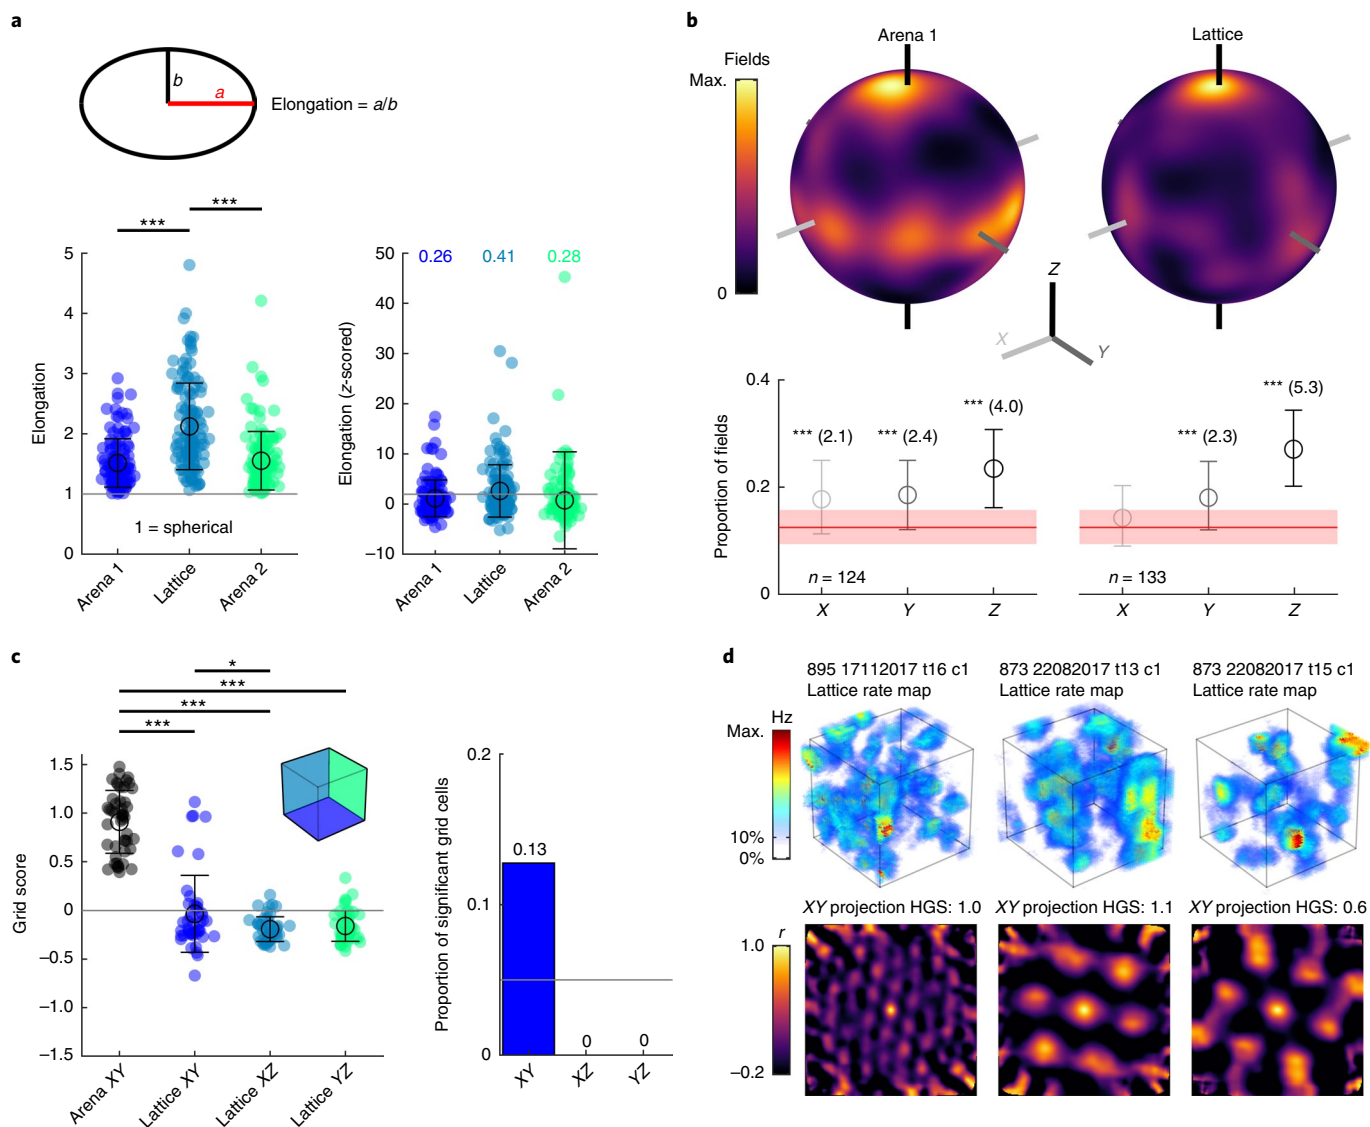 a
b
a
Elongation = a/b
***
***
5
4
3
2
1
0
Elongation
1 = spherical
Arena 1
Lattice
Arena 2
50
40
30
20
10
0
−10
Elongation (z-scored)
0.26
0.41
0.28
Arena 1
Lattice
Arena 2
b
Arena 1
Lattice
Fields
Max.
0
Z
X
Y
0.4
0.2
0
Proportion of fields
*** (2.1)
*** (2.4)
*** (4.0)
*** (2.3)
*** (5.3)
n = 124
n = 133
X
Y
Z
X
Y
Z
c
*
***
***
***
1.5
1.0
0.5
0
−0.5
−1.0
−1.5
Grid score
Arena XY
Lattice XY
Lattice XZ
Lattice YZ
0.2
0.1
0
Proportion of significant grid cells
0.13
0
0
XY
XZ
YZ
d
895 17112017 t16 c1
Lattice rate map
873 22082017 t13 c1
Lattice rate map
873 22082017 t15 c1
Lattice rate map
Hz
Max.
10%
0%
XY projection HGS: 1.0
XY projection HGS: 1.1
XY projection HGS: 0.6
r
1.0
−0.2